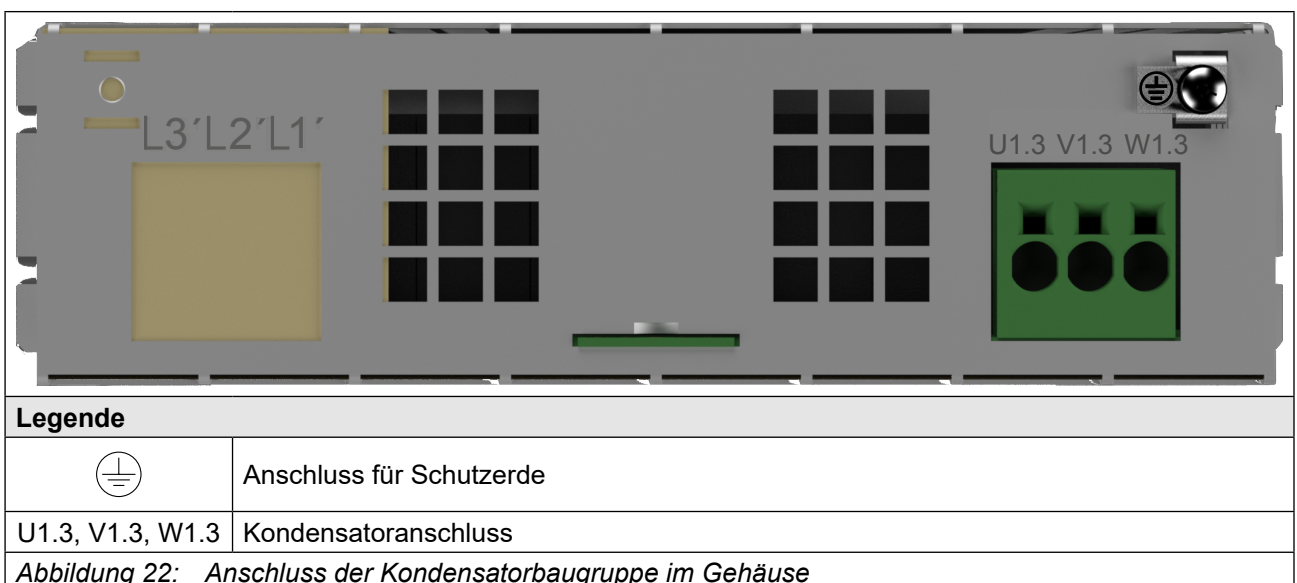 L3´L2´L1´
U1.3 V1.3 W1.3
Legende
Anschluss für Schutzerde
U1.3, V1.3, W1.3 Kondensatoranschluss
Abbildung 22: Anschluss der Kondensatorbaugruppe im Gehäuse